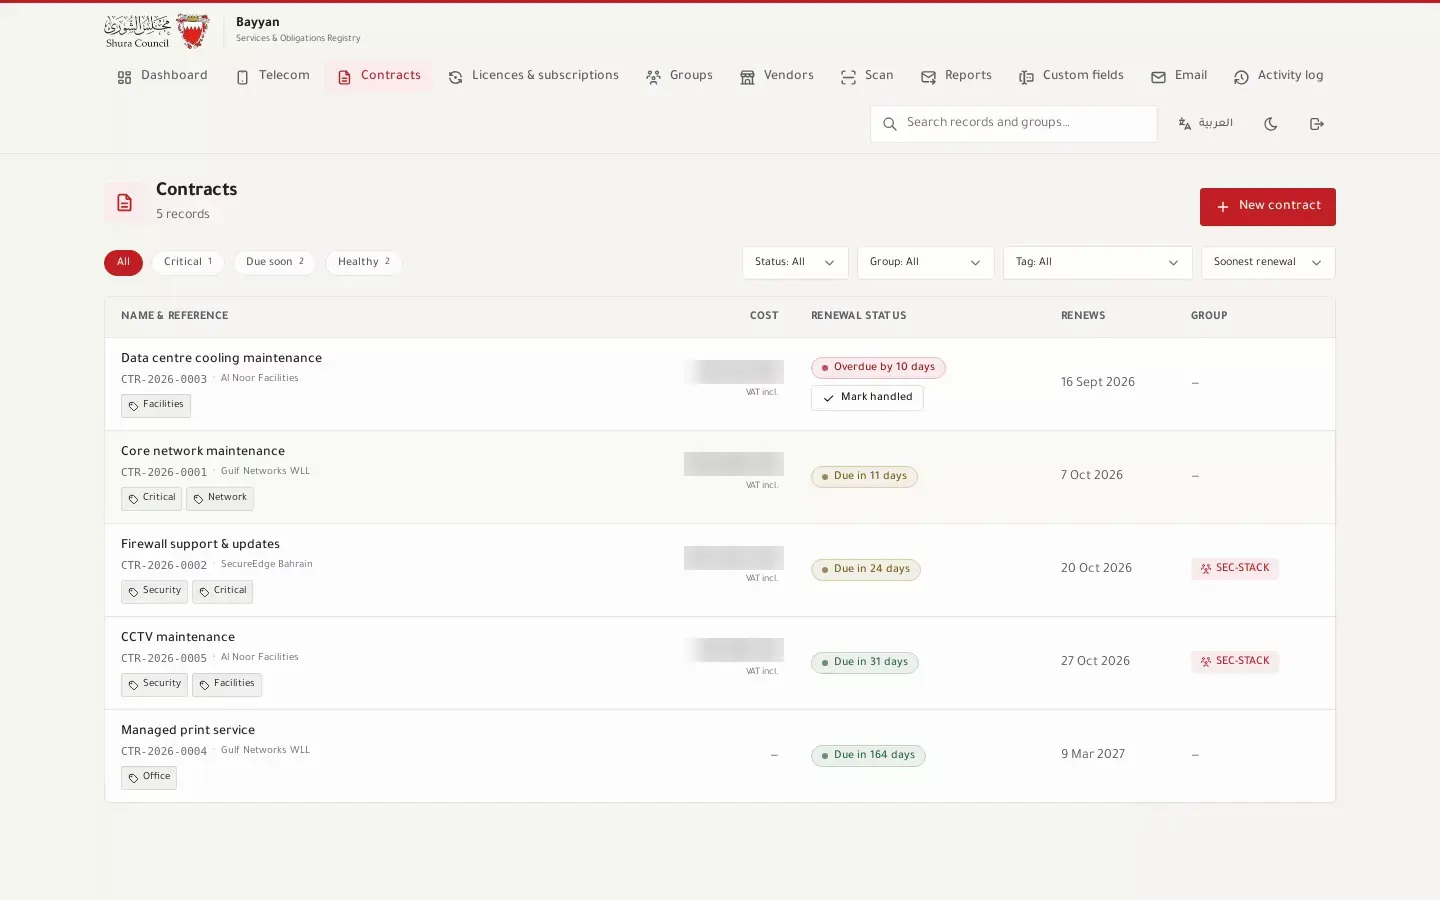 مجلس الشورى
Shura Council
Bayyan
Services & Obligations Registry
Dashboard
Telecom
Contracts
Licences & subscriptions
Groups
Vendors
Scan
Reports
Custom fields
Email
Activity log
Search records and groups…
العربية
Contracts
5 records
New contract
All
Critical 1
Due soon 2
Healthy 2
Status: All
Group: All
Tag: All
Soonest renewal
NAME & REFERENCE
COST
RENEWAL STATUS
RENEWS
GROUP
Data centre cooling maintenance
CTR-2026-0003 · Al Noor Facilities
Facilities
VAT incl.
Overdue by 10 days
Mark handled
16 Sept 2026
–
Core network maintenance
CTR-2026-0001 · Gulf Networks WLL
Critical
Network
VAT incl.
Due in 11 days
7 Oct 2026
–
Firewall support & updates
CTR-2026-0002 · SecureEdge Bahrain
Security
Critical
VAT incl.
Due in 24 days
20 Oct 2026
SEC-STACK
CCTV maintenance
CTR-2026-0005 · Al Noor Facilities
Security
Facilities
VAT incl.
Due in 31 days
27 Oct 2026
SEC-STACK
Managed print service
CTR-2026-0004 · Gulf Networks WLL
Office
–
Due in 164 days
9 Mar 2027
–